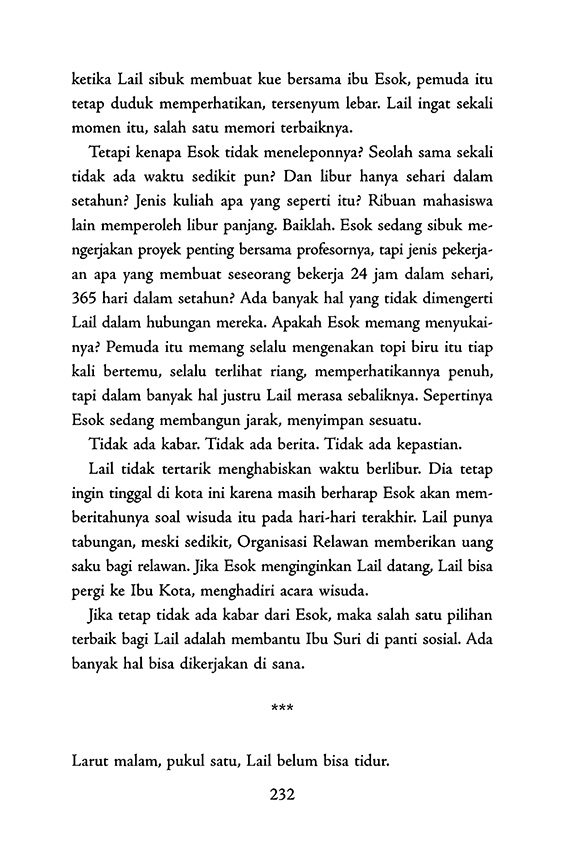 ketika Lail sibuk membuat kue bersama ibu Esok, pemuda itu
tetap duduk memperhatikan, tersenyum lebar. Lail ingat sekali
momen itu, salah satu memori terbaiknya.
Tetapi kenapa Esok tidak meneleponnya? Seolah sama sekali
tidak ada waktu sedikit pun? Dan libur hanya sehari dalam
setahun? Jenis kuliah apa yang seperti itu? Ribuan mahasiswa
lain memperoleh libur panjang. Baiklah. Esok sedang sibuk me-
ngerjakan proyek penting bersama profesornya, tapi jenis pekerja-
an apa yang membuat seseorang bekerja 24 jam dalam sehari,
365 hari dalam setahun? Ada banyak hal yang tidak dimengerti
Lail dalam hubungan mereka. Apakah Esok memang menyukai-
nya? Pemuda itu memang selalu mengenakan topi biru itu tiap
kali bertemu, selalu terlihat riang, memperhatikannya penuh,
tapi dalam banyak hal justru Lail merasa sebaliknya. Sepertinya
Esok sedang membangun jarak, menyimpan sesuatu.
Tidak ada kabar. Tidak ada berita. Tidak ada kepastian.
Lail tidak tertarik menghabiskan waktu berlibur. Dia tetap
ingin tinggal di kota ini karena masih berharap Esok akan mem-
beritahunya soal wisuda itu pada hari-hari terakhir. Lail punya
tabungan, meski sedikit, Organisasi Relawan memberikan uang
saku bagi relawan. Jika Esok menginginkan Lail datang, Lail bisa
pergi ke Ibu Kota, menghadiri acara wisuda.
Jika tetap tidak ada kabar dari Esok, maka salah satu pilihan
terbaik bagi Lail adalah membantu Ibu Suri di panti sosial. Ada
banyak hal bisa dikerjakan di sana.
***
Larut malam, pukul satu, Lail belum bisa tidur.
232